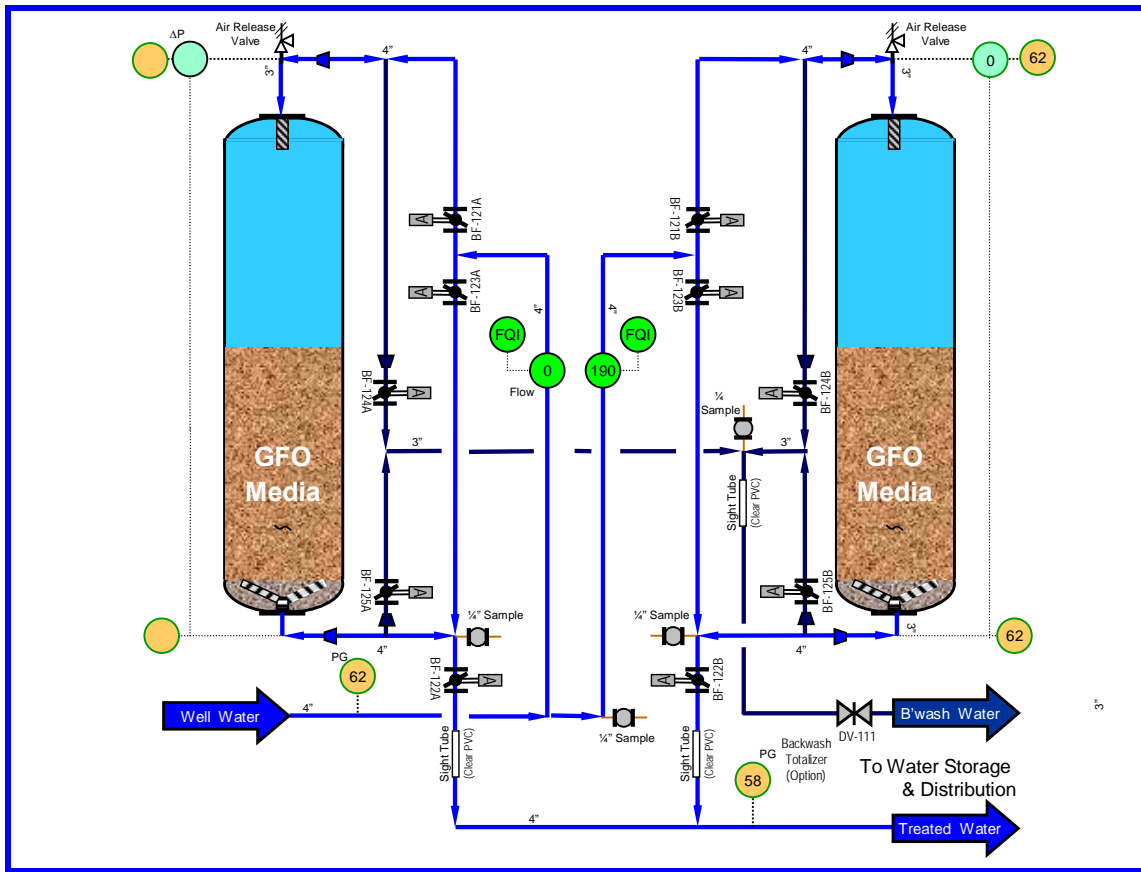 Air Release
Valve
ΔP
4"
3"
4"
Air Release
Valve
0
62
3"
BF-121A
A
BF-121B
A
BF-123A
A
BF-123B
A
4"
4"
FQI
FQI
0
190
Flow
BF-124A
A
BF-124B
A
¼
Sample
3"
3"
GFO
Media
~
GFO
Media
~
Sight Tube
(Clear PVC)
BF-125A
A
BF-125B
A
¼" Sample
¼" Sample
4"
4"
3"
62
PG
62
BF-122A
A
BF-122B
A
Well Water
4"
¼" Sample
B'wash Water
3"
DV-111
Sight Tube
(Clear PVC)
Sight Tube
(Clear PVC)
PG
58
Backwash
Totalizer
(Option)
To Water Storage
& Distribution
4"
Treated Water